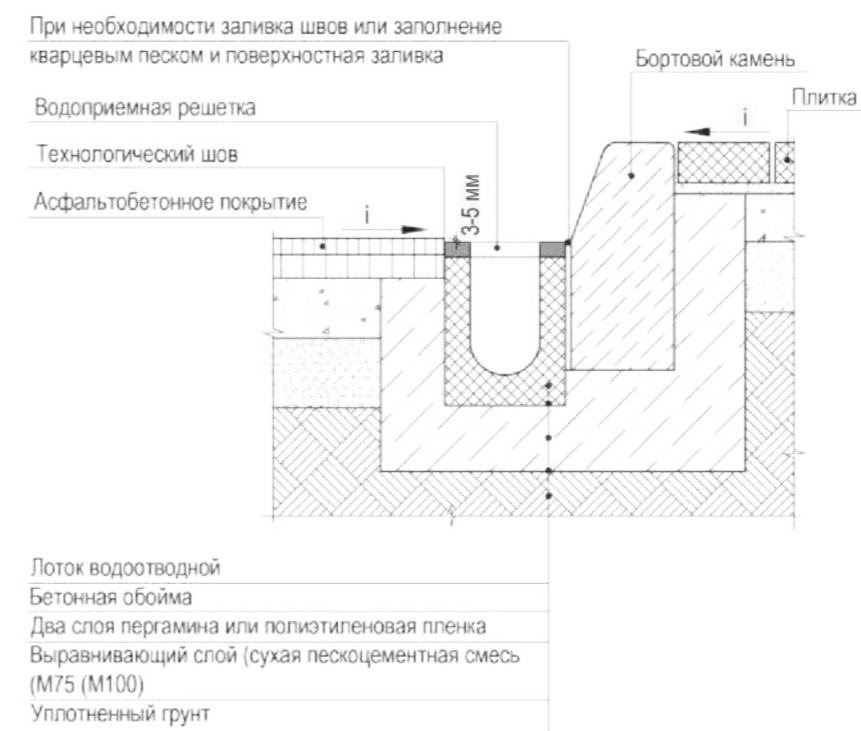 При необходимости заливка швов или заполнение
кварцевым песком и поверхностная заливка
Бортовой камень
Водоприемная решетка
Плитка
i
Технологический шов
3-5 мм
Асфальтобетонное покрытие
i
Лоток водоотводной
Бетонная обойма
Два слоя пергамина или полиэтиленовая пленка
Выравнивающий слой (сухая пескоцементная смесь
(М75 (М100)
Уплотненный грунт